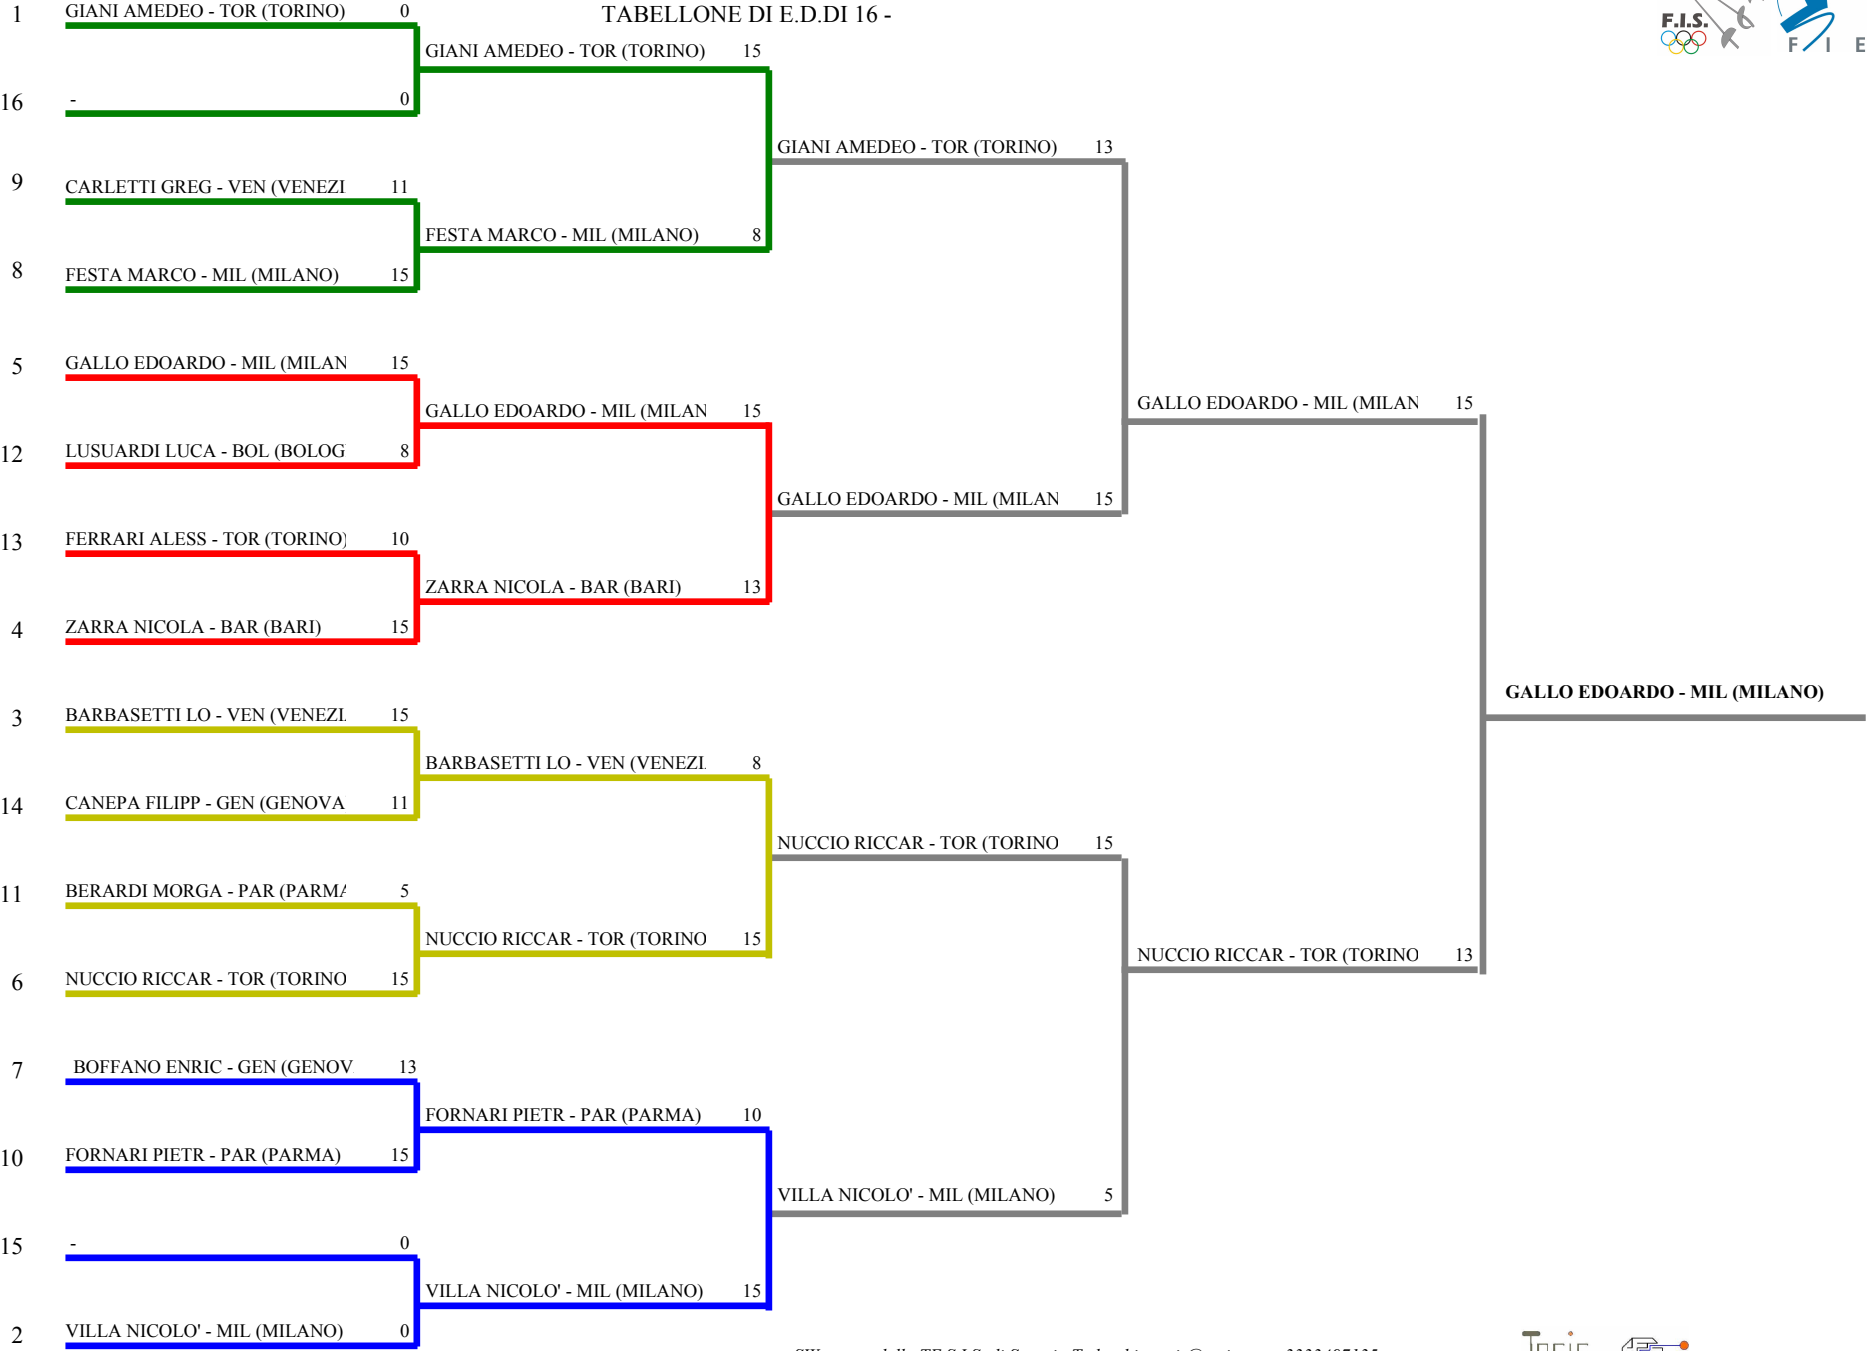 TABELLONE DI E.D.DI 16 -
F.I.S.
F I E
1 GIANI AMEDEO - TOR (TORINO) 0
GIANI AMEDEO - TOR (TORINO) 15
16 - 0
GIANI AMEDEO - TOR (TORINO) 13
9 CARLETTI GREG - VEN (VENEZI 11
FESTA MARCO - MIL (MILANO) 8
8 FESTA MARCO - MIL (MILANO) 15
5 GALLO EDOARDO - MIL (MILAN 15
GALLO EDOARDO - MIL (MILAN 15
GALLO EDOARDO - MIL (MILAN 15
12 LUSUARDI LUCA - BOL (BOLOG 8
GALLO EDOARDO - MIL (MILAN 15
13 FERRARI ALESS - TOR (TORINO) 10
ZARRA NICOLA - BAR (BARI) 13
4 ZARRA NICOLA - BAR (BARI) 15
GALLO EDOARDO - MIL (MILANO)
3 BARBASETTI LO - VEN (VENEZI 15
BARBASETTI LO - VEN (VENEZI 8
14 CANEPA FILIPP - GEN (GENOVA 11
NUCCIO RICCAR - TOR (TORINO 15
11 BERARDI MORGA - PAR (PARMA 5
NUCCIO RICCAR - TOR (TORINO 15
NUCCIO RICCAR - TOR (TORINO 13
6 NUCCIO RICCAR - TOR (TORINO 15
7 BOFFANO ENRIC - GEN (GENOV 13
FORNARI PIETR - PAR (PARMA) 10
10 FORNARI PIETR - PAR (PARMA) 15
VILLA NICOLO' - MIL (MILANO) 5
15 - 0
VILLA NICOLO' - MIL (MILANO) 15
2 VILLA NICOLO' - MIL (MILANO) 0